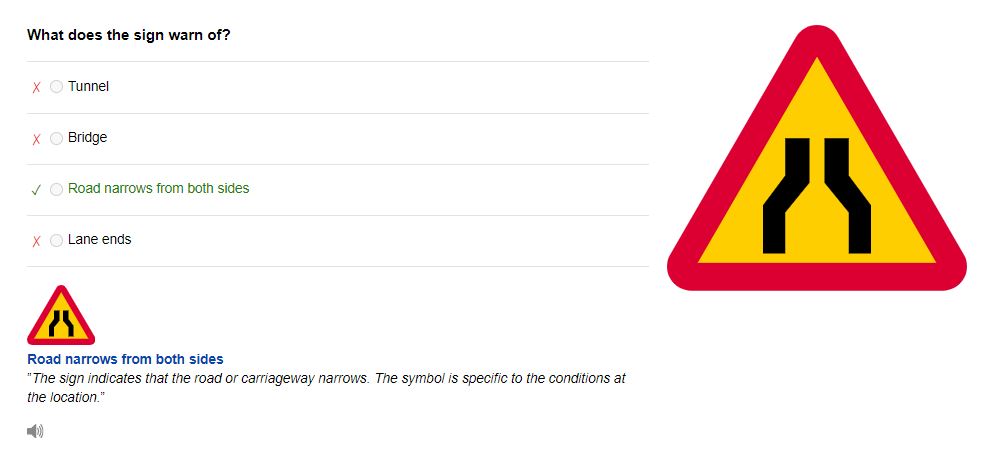 What does the sign warn of?
Tunnel
Bridge
Road narrows from both sides
Lane ends
Road narrows from both sides
"The sign indicates that the road or carriageway narrows. The symbol is specific to the conditions at
the location."